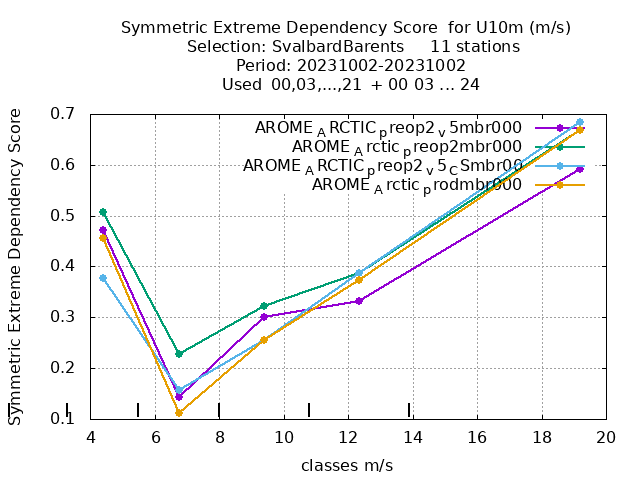 Symmetric Extreme Dependency Score  for U10m (m/s)
Selection: SvalbardBarents     11 stations
Period: 20231002-20231002
Used  00,03,...,21  + 00 03 ... 24
Symmetric Extreme Dependency Score
0.7
0.6
0.5
0.4
0.3
0.2
0.1
AROME_ARCTIC_preop2_v5mbr000
AROME_Arctic_preop2mbr000
AROME_ARCTIC_preop2_v5_CSmbr000
AROME_Arctic_prodmbr000
4 6 8 10 12 14 16 18 20
classes m/s